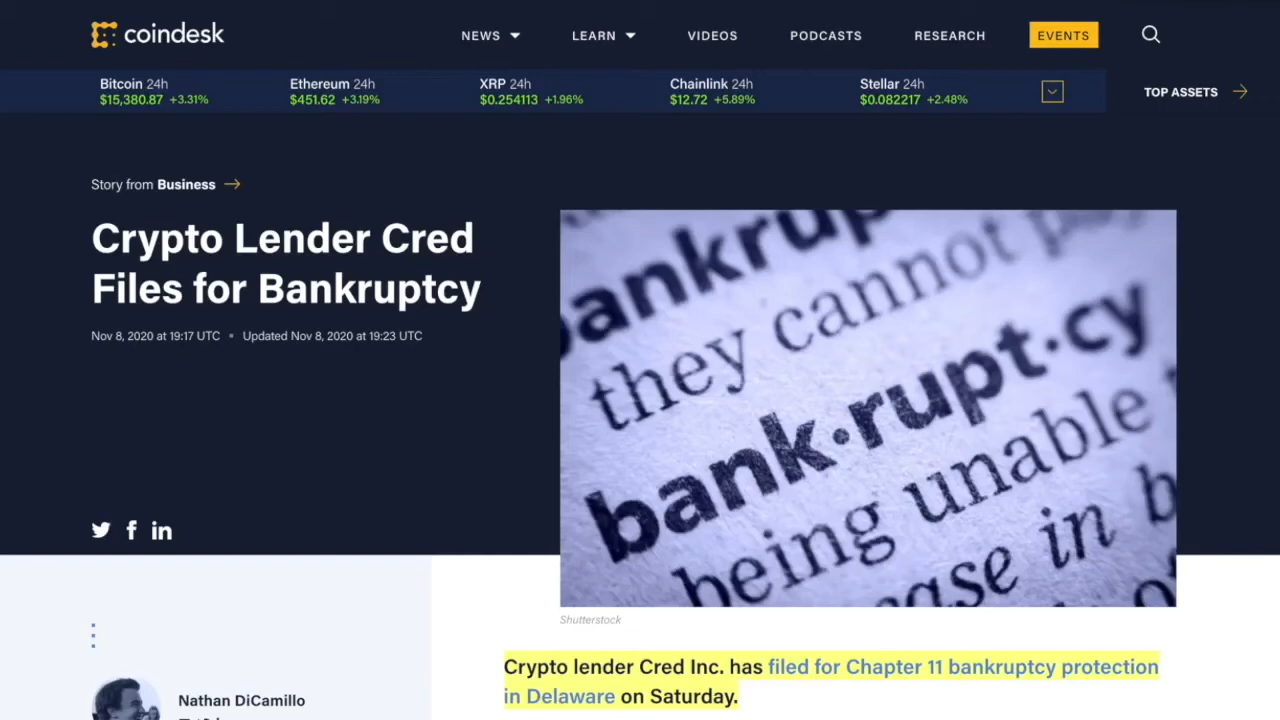 coindesk
NEWS LEARN VIDEOS PODCASTS RESEARCH EVENTS
Bitcoin 24h Ethereum 24h XRP 24h Chainlink 24h Stellar 24h
$15,380.87 +3.31% $451.62 +3.19% $0.254113 +1.96% $12.72 +5.89% $0.082217 +2.48%
TOP ASSETS
Story from Business
Crypto Lender Cred
Files for Bankruptcy
Nov 8, 2020 at 19:17 UTC • Updated Nov 8, 2020 at 19:23 UTC
bankrup
they cannot pay
bank·rupt·cy
being unable
in b
Shutterstock
Crypto lender Cred Inc. has filed for Chapter 11 bankruptcy protection
in Delaware on Saturday.
Nathan DiCamillo